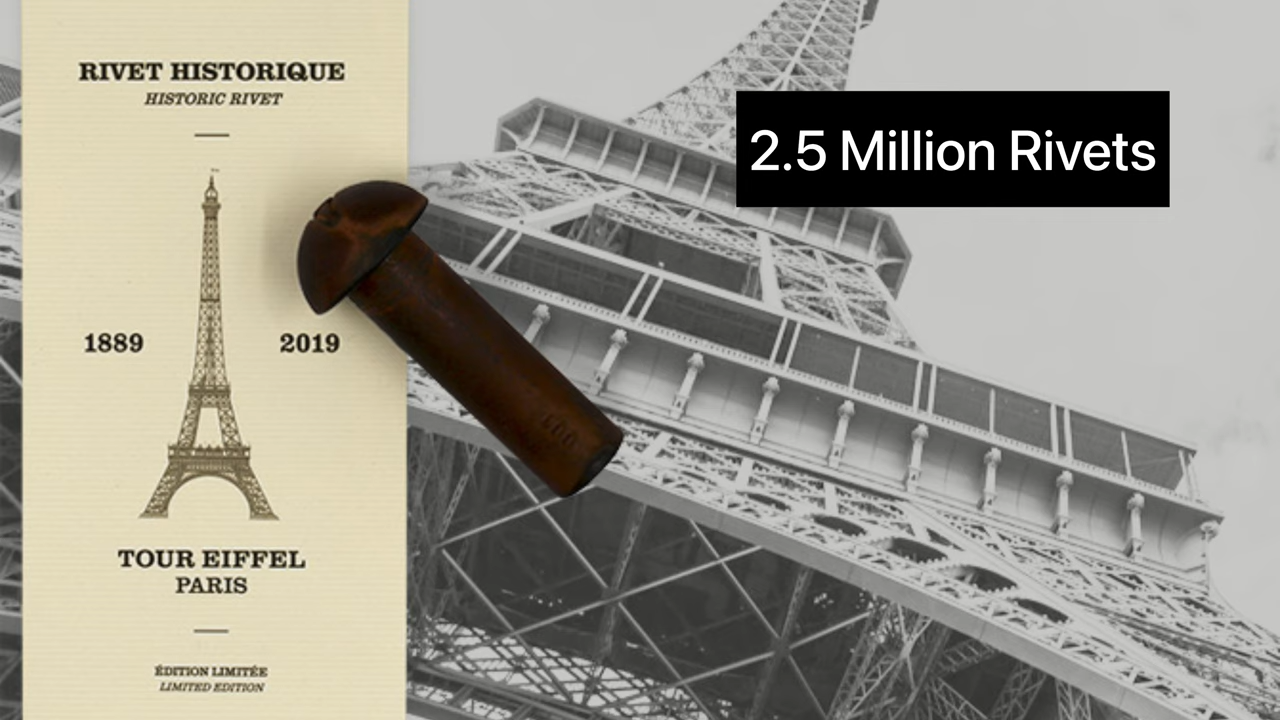 RIVET HISTORIQUE
HISTORIC RIVET
1889
2019
TOUR EIFFEL
PARIS
ÉDITION LIMITÉE
LIMITED EDITION
2.5 Million Rivets